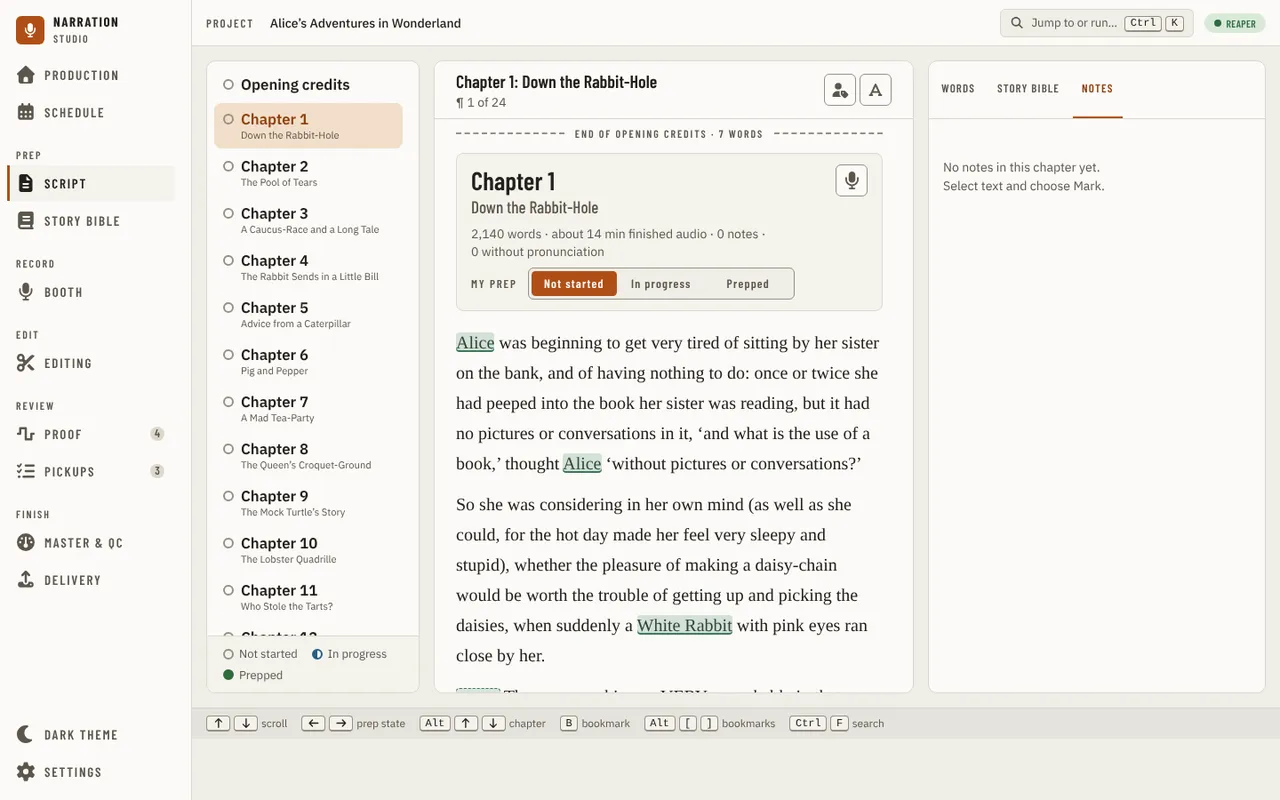 NARRATION
STUDIO
PRODUCTION
SCHEDULE
PREP
SCRIPT
STORY BIBLE
RECORD
BOOTH
EDIT
EDITING
REVIEW
PROOF 4
PICKUPS 3
FINISH
MASTER & QC
DELIVERY
DARK THEME
SETTINGS
PROJECT Alice's Adventures in Wonderland
Jump to or run... Ctrl K
REAPER
Opening credits
Chapter 1
Down the Rabbit-Hole
Chapter 2
The Pool of Tears
Chapter 3
A Caucus-Race and a Long Tale
Chapter 4
The Rabbit Sends in a Little Bill
Chapter 5
Advice from a Caterpillar
Chapter 6
Pig and Pepper
Chapter 7
A Mad Tea-Party
Chapter 8
The Queen's Croquet-Ground
Chapter 9
The Mock Turtle's Story
Chapter 10
The Lobster Quadrille
Chapter 11
Who Stole the Tarts?
Not started In progress
Prepped
Chapter 1: Down the Rabbit-Hole
¶ 1 of 24
END OF OPENING CREDITS · 7 WORDS
Chapter 1
Down the Rabbit-Hole
2,140 words · about 14 min finished audio · 0 notes ·
0 without pronunciation
MY PREP Not started In progress Prepped
Alice was beginning to get very tired of sitting by her sister
on the bank, and of having nothing to do: once or twice she
had peeped into the book her sister was reading, but it had
no pictures or conversations in it, ‘and what is the use of a
book,’ thought Alice ‘without pictures or conversations?’
So she was considering in her own mind (as well as she
could, for the hot day made her feel very sleepy and
stupid), whether the pleasure of making a daisy-chain
would be worth the trouble of getting up and picking the
daisies, when suddenly a White Rabbit with pink eyes ran
close by her.
WORDS STORY BIBLE NOTES
No notes in this chapter yet.
Select text and choose Mark.
↑ ↓ scroll ← → prep state Alt ↑ ↓ chapter B bookmark Alt [ ] bookmarks Ctrl F search